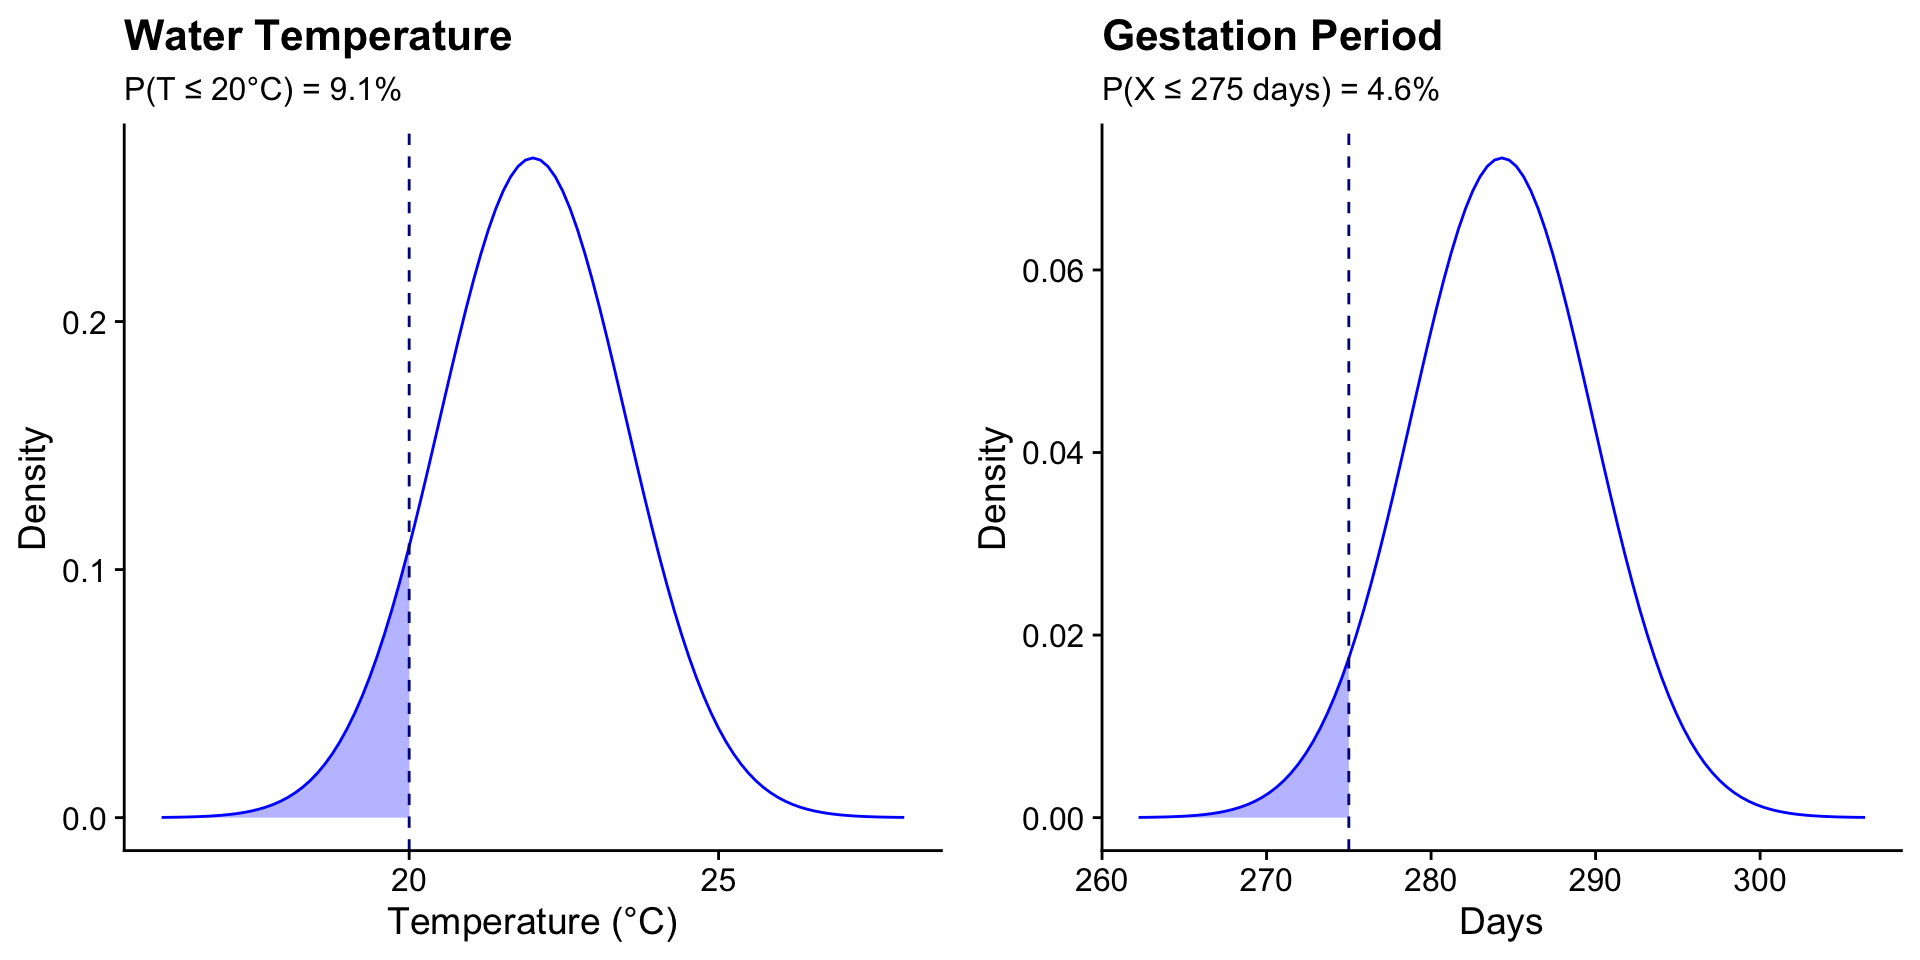 Water Temperature
P(T ≤ 20°C) = 9.1%
Density
0.2
0.1
0.0
20 25
Temperature (°C)
Gestation Period
P(X ≤ 275 days) = 4.6%
Density
0.06
0.04
0.02
0.00
260 270 280 290 300
Days